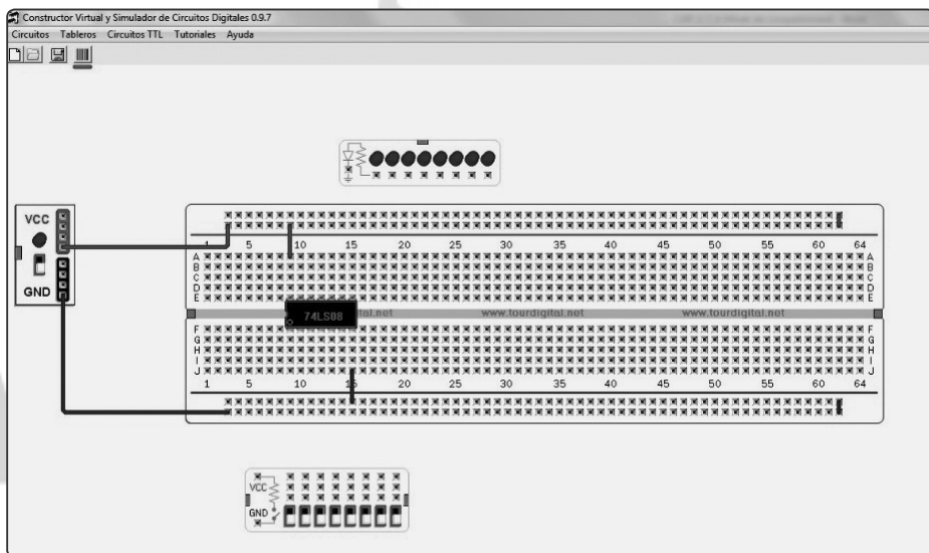 Constructor Virtual y Simulador de Circuitos Digitales 0.9.7
Circuitos Tableros Circuitos TTL Tutoriales Ayuda
VCC
GND
1 5 10 15 20 25 30 35 40 45 50 55 60 64
A A
B B
C C
D D
E E
74LS08
tal.net www.tourdigital.net www.tourdigital.net
F F
G G
H H
I I
J J
1 5 10 15 20 25 30 35 40 45 50 55 60 64
VCC
GND